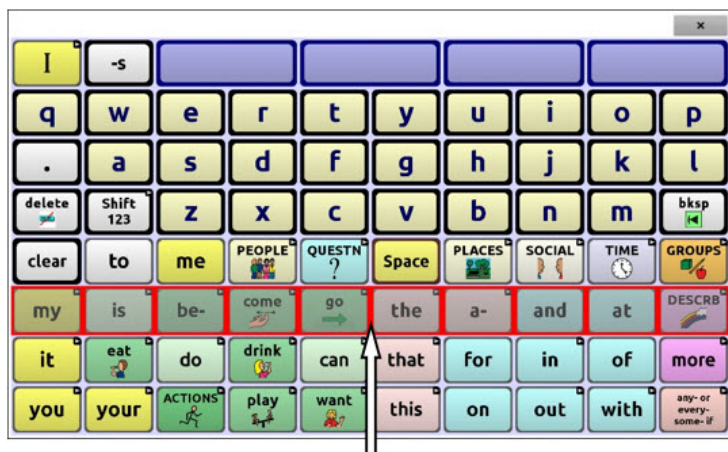 ×
I -s
q w e r t y u i o p
. a s d f g h j k l
delete Shift 123 z x c v b n m bksp
clear to me PEOPLE QUESTN ? Space PLACES SOCIAL TIME GROUPS
my is be- come go the a- and at DESCRB
it eat do drink can that for in of more
you your ACTIONS play want this on out with any- or every- some- if